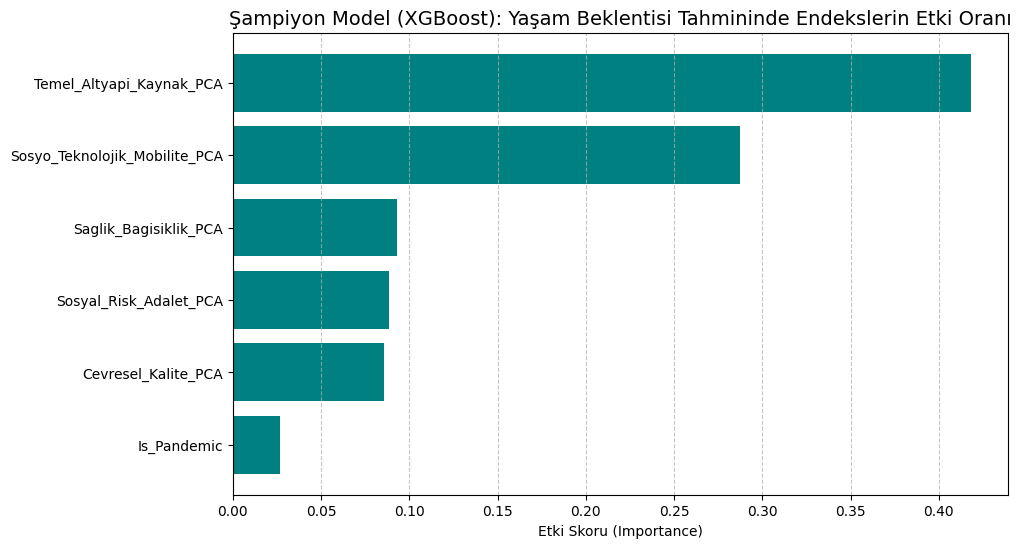 Şampiyon Model (XGBoost): Yaşam Beklentisi Tahmininde Endekslerin Etki Oranı
Temel_Altyapi_Kaynak_PCA
Sosyo_Teknolojik_Mobilite_PCA
Saglik_Bagisiklik_PCA
Sosyal_Risk_Adalet_PCA
Cevresel_Kalite_PCA
Is_Pandemic
0.00 0.05 0.10 0.15 0.20 0.25 0.30 0.35 0.40
Etki Skoru (Importance)